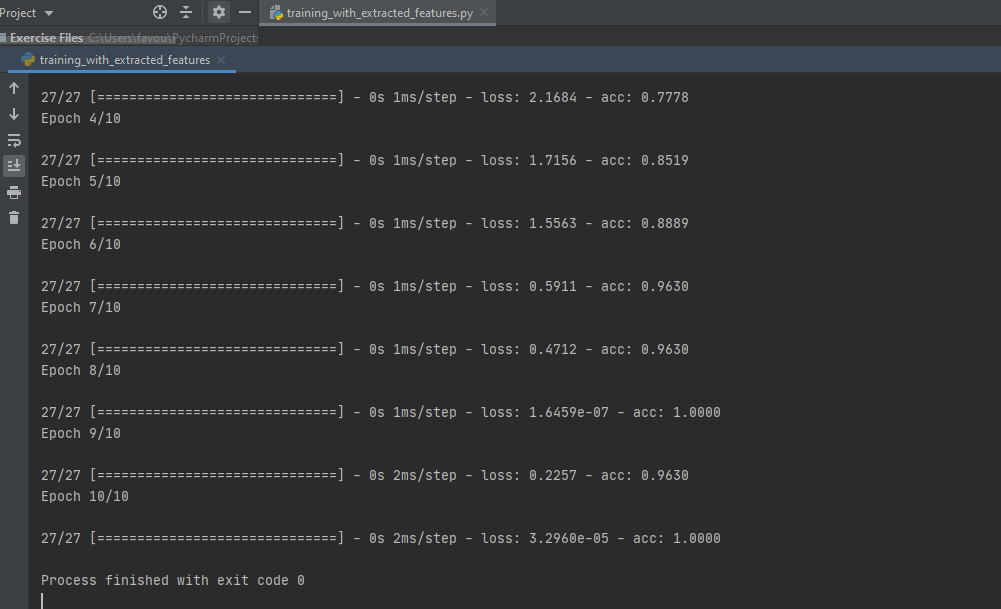 Project
training_with_extracted_features.py
Exercise Files C:\Users\favou\PycharmProject
training_with_extracted_features
27/27 [==============================] - 0s 1ms/step - loss: 2.1684 - acc: 0.7778
Epoch 4/10
27/27 [==============================] - 0s 1ms/step - loss: 1.7156 - acc: 0.8519
Epoch 5/10
27/27 [==============================] - 0s 1ms/step - loss: 1.5563 - acc: 0.8889
Epoch 6/10
27/27 [==============================] - 0s 1ms/step - loss: 0.5911 - acc: 0.9630
Epoch 7/10
27/27 [==============================] - 0s 1ms/step - loss: 0.4712 - acc: 0.9630
Epoch 8/10
27/27 [==============================] - 0s 1ms/step - loss: 1.6459e-07 - acc: 1.0000
Epoch 9/10
27/27 [==============================] - 0s 2ms/step - loss: 0.2257 - acc: 0.9630
Epoch 10/10
27/27 [==============================] - 0s 2ms/step - loss: 3.2960e-05 - acc: 1.0000
Process finished with exit code 0